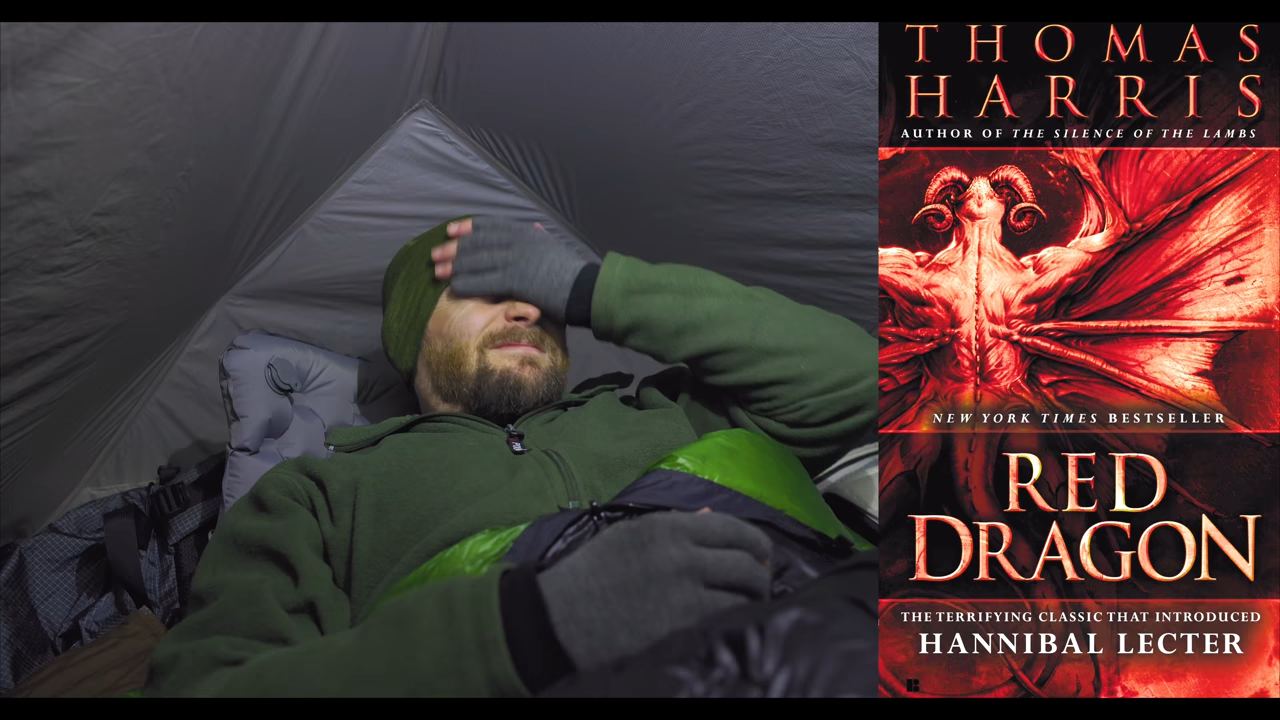 THOMAS
HARRIS
AUTHOR OF THE SILENCE OF THE LAMBS
NEW YORK TIMES BESTSELLER
RED
DRAGON
THE TERRIFYING CLASSIC THAT INTRODUCED
HANNIBAL LECTER